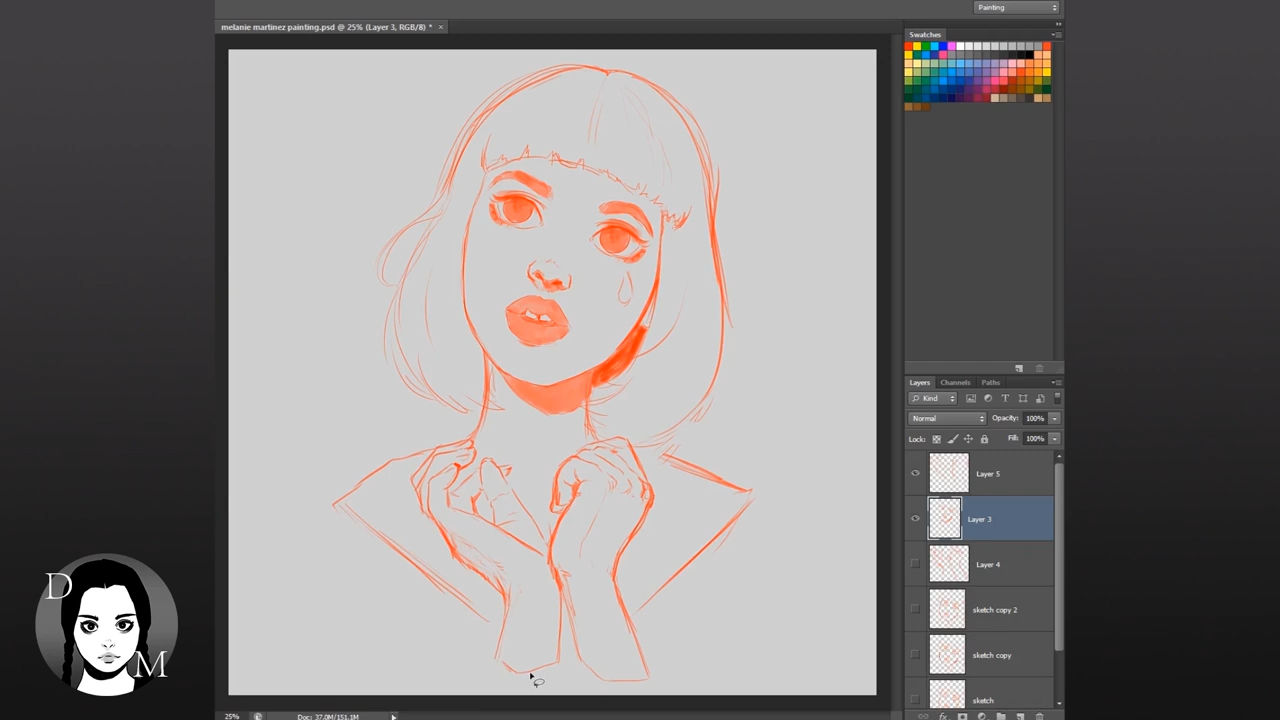 Painting
melanie martinez painting.psd @ 25% (Layer 3, RGB/8) *
Swatches
Layers Channels Paths
Kind
Normal Opacity: 100%
Lock: Fill: 100%
Layer 5
Layer 3
Layer 4
sketch copy 2
sketch copy
sketch
D
M
25% Doc: 37.0M/151.1M